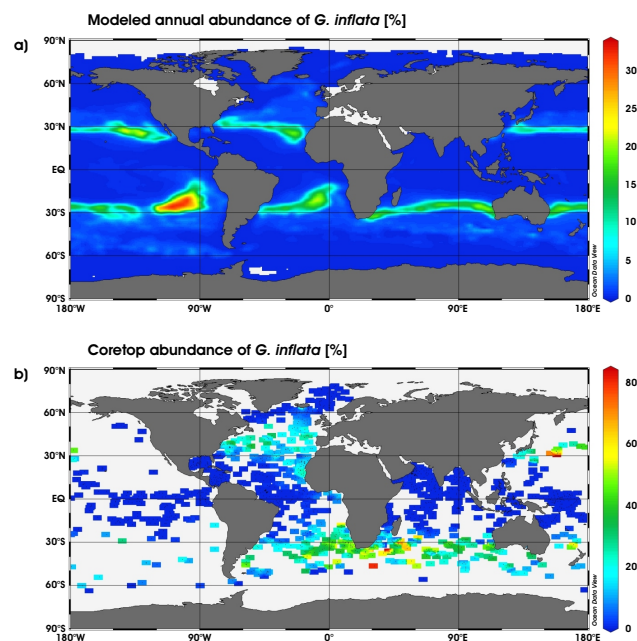 Modeled annual abundance of G. inflata [%]
a)
90°N
60°N
30°N
EQ
30°S
60°S
90°S
180°W
90°W
0°
90°E
180°E
30
25
20
15
10
5
0
Ocean Data View
Coretop abundance of G. inflata [%]
b)
90°N
60°N
30°N
EQ
30°S
60°S
90°S
180°W
90°W
0°
90°E
180°E
80
60
40
20
0
Ocean Data View